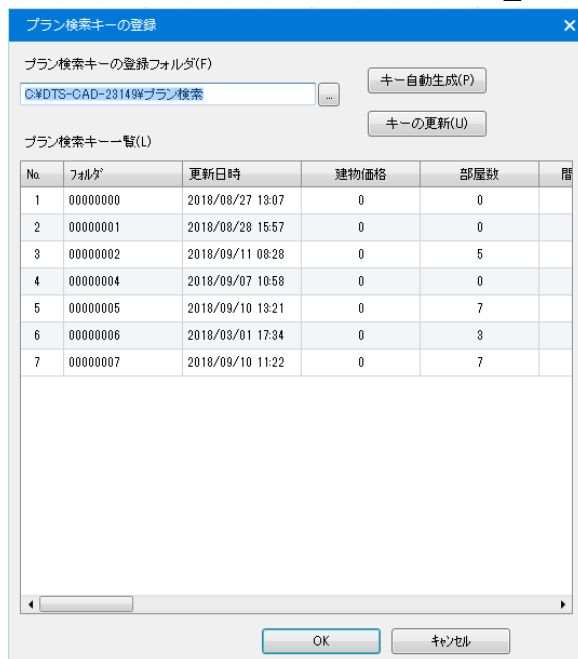 プラン検索キーの登録
プラン検索キーの登録フォルダ(F)
C:¥DTS-CAD-23149¥プラン検索
...
キー自動生成(P)
キーの更新(U)
プラン検索キー一覧(L)
No. フォルダ 更新日時 建物価格 部屋数 間
1 00000000 2018/08/27 13:07 0 0
2 00000001 2018/08/28 15:57 0 0
3 00000002 2018/09/11 08:28 0 5
4 00000004 2018/09/07 10:58 0 0
5 00000005 2018/09/10 13:21 0 7
6 00000006 2018/03/01 17:34 0 3
7 00000007 2018/09/10 11:22 0 7
OK キャンセル